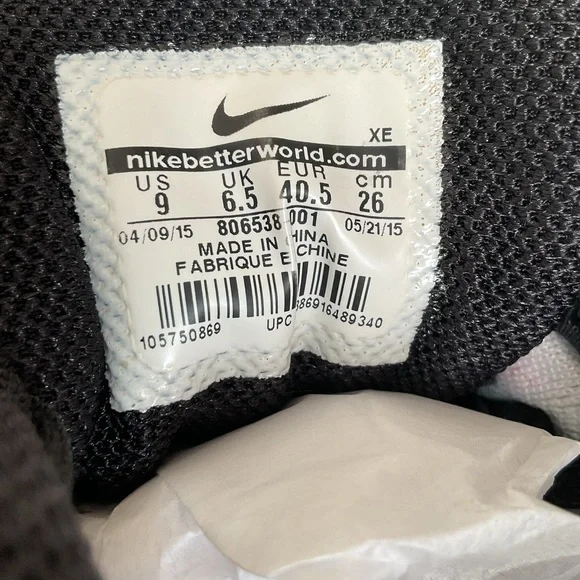 XE
nikebetterworld.com
US UK EUR cm
9 6.5 40.5 26
04/09/15 806538 001 05/21/15
MADE IN CHINA
FABRIQUE EN CHINE
105750869 UPC 886916489340